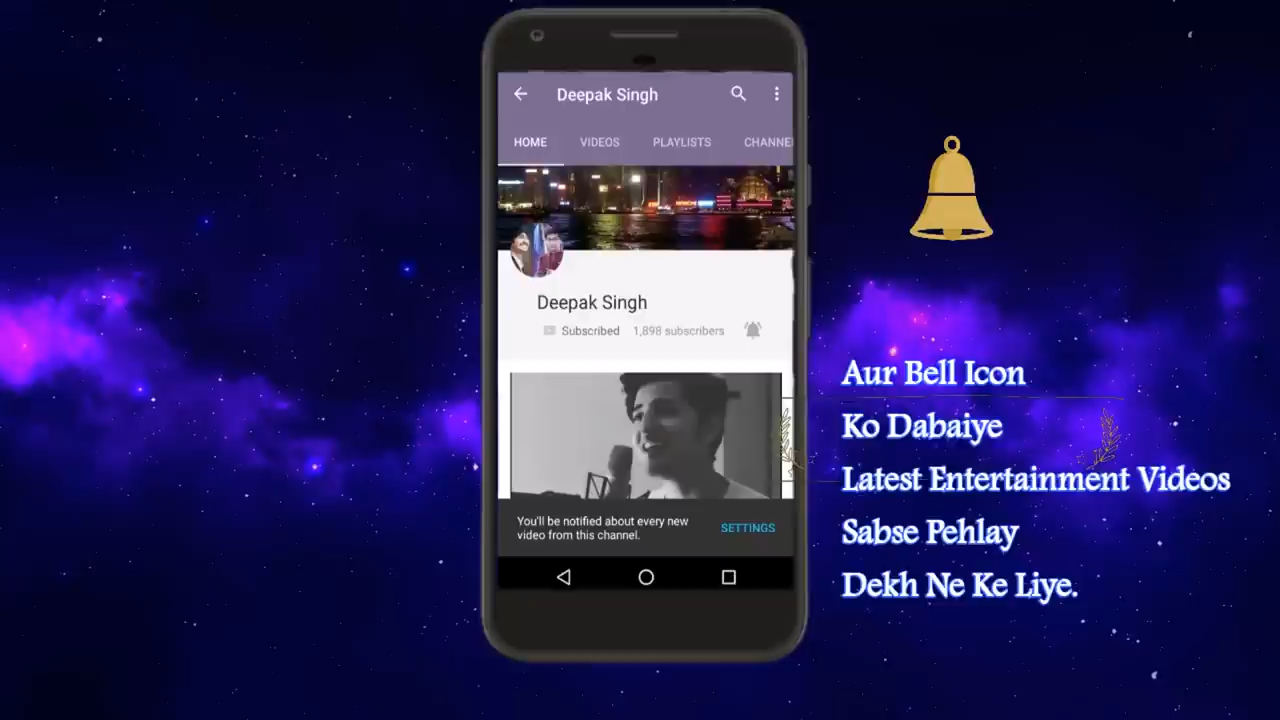 Deepak Singh
HOME VIDEOS PLAYLISTS CHANNE
Deepak Singh
Subscribed 1,898 subscribers
You'll be notified about every new
video from this channel.
SETTINGS
Aur Bell Icon
Ko Dabaiye
Latest Entertainment Videos
Sabse Pehlay
Dekh Ne Ke Liye.